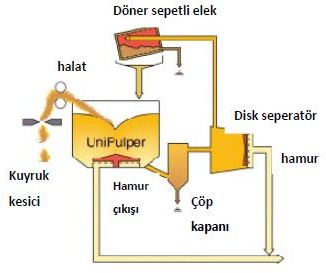 Döner sepetli elek
halat
Disk seperatör
UniPulper
hamur
Kuyruk
kesici
Hamur
çıkışı
Çöp
kapanı